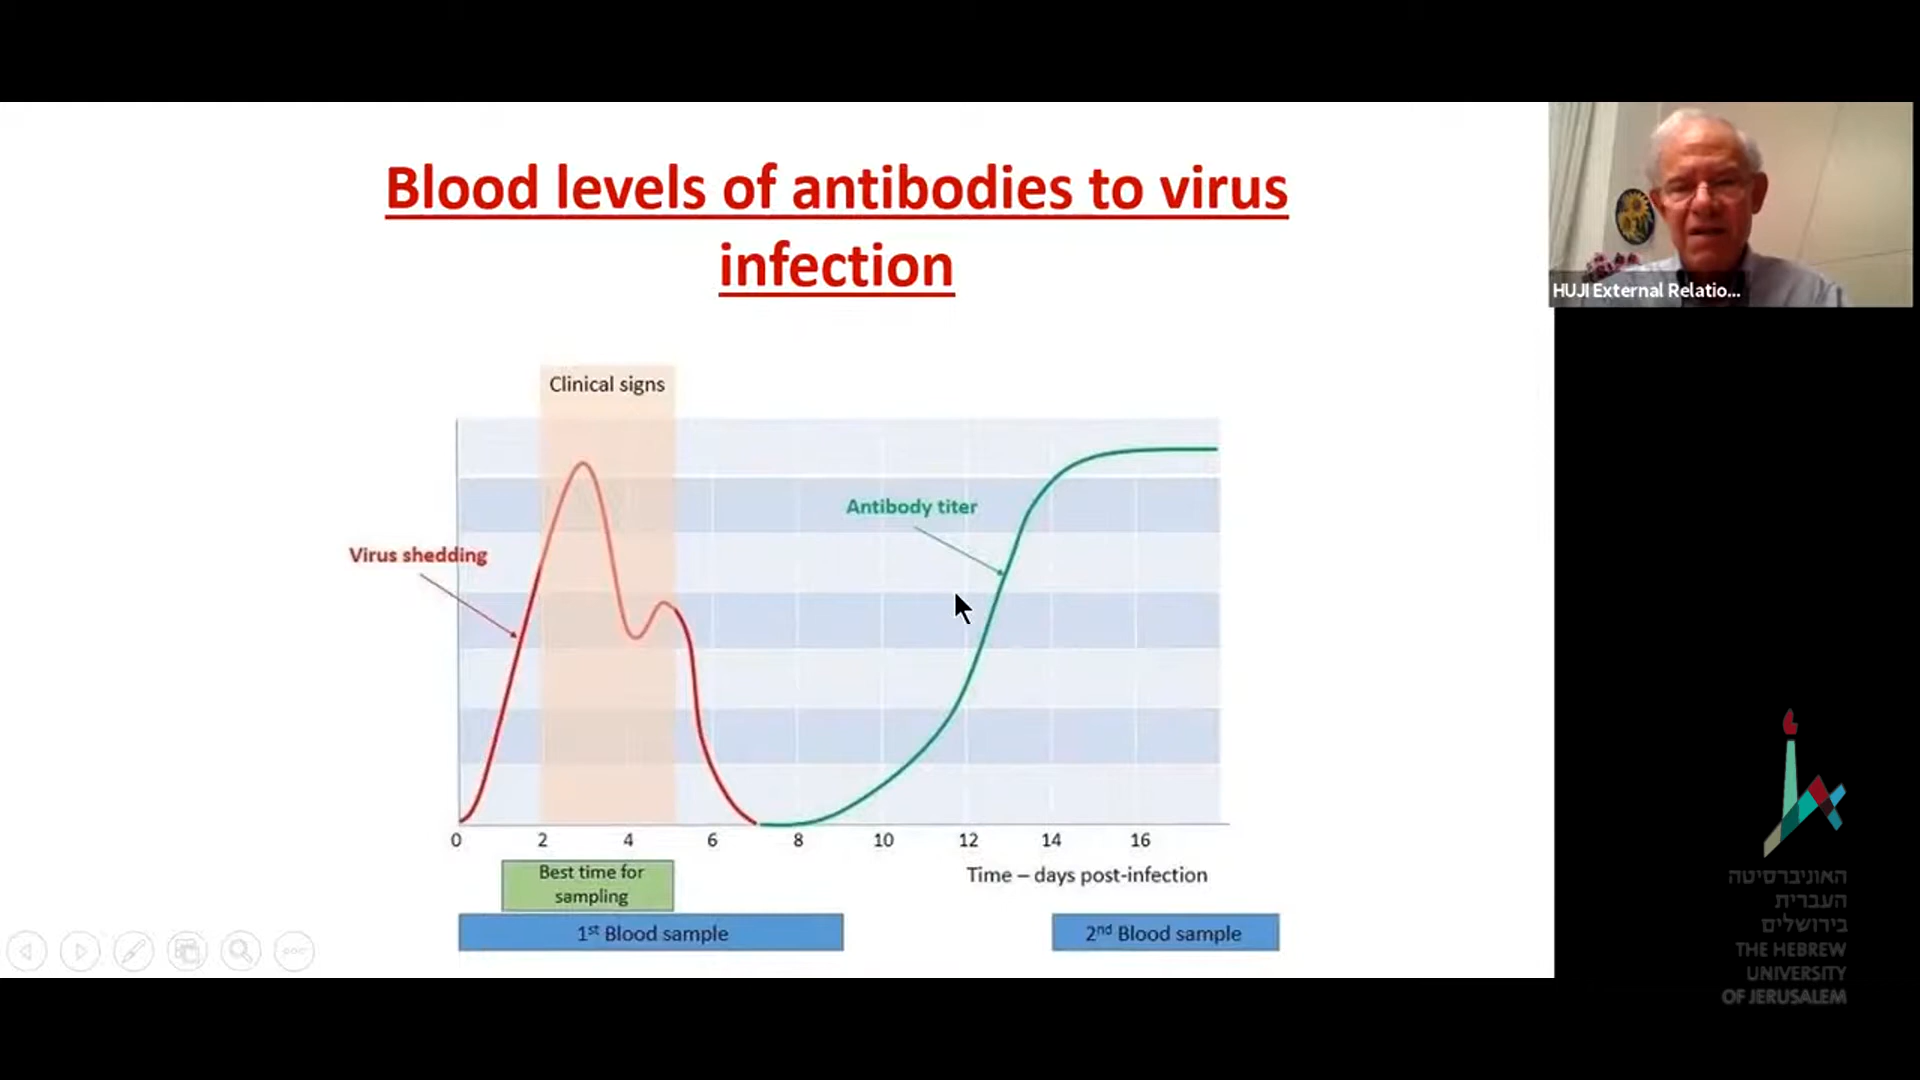 Blood levels of antibodies to virus
infection
HUJI External Relatio...
Clinical signs
Virus shedding
Antibody titer
0 2 4 6 8 10 12 14 16
Time – days post-infection
Best time for
sampling
1st Blood sample
2nd Blood sample
האוניברסיטה
העברית
בירושלים
THE HEBREW
UNIVERSITY
OF JERUSALEM